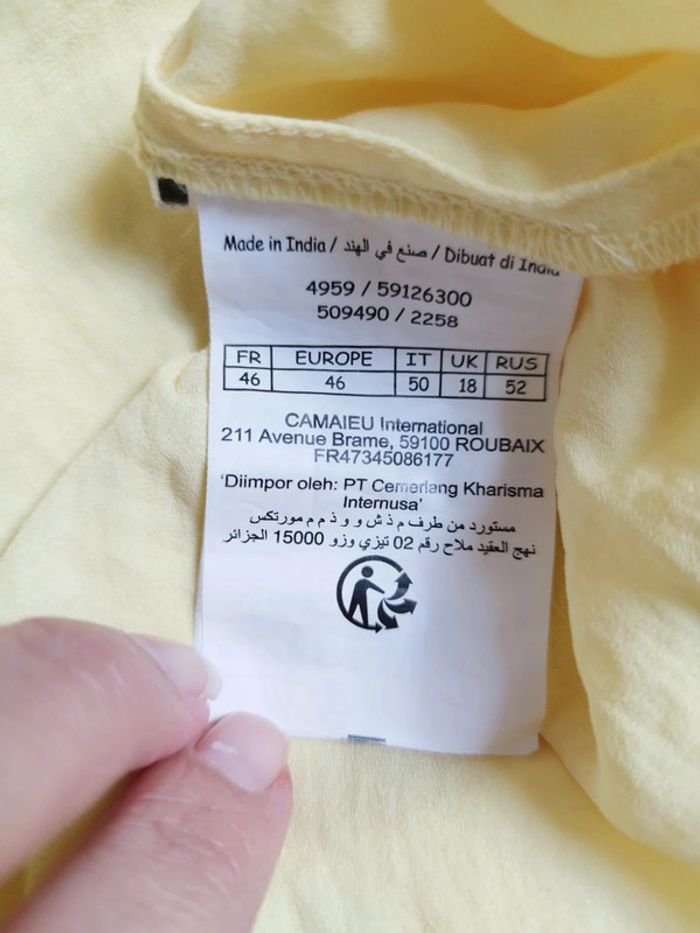 Made in India / صنع في الهند / Dibuat di India
4959 / 59126300
509490 / 2258
FR EUROPE IT UK RUS
46 46 50 18 52
CAMAIEU International
211 Avenue Brame, 59100 ROUBAIX
FR47345086177
'Diimpor oleh: PT Cemerlang Kharisma
Internusa'
مستورد من طرف م ذ ش و و ذ م م مورتكس
نهج العقيد ملاح رقم 02 تيزي وزو 15000 الجزائر